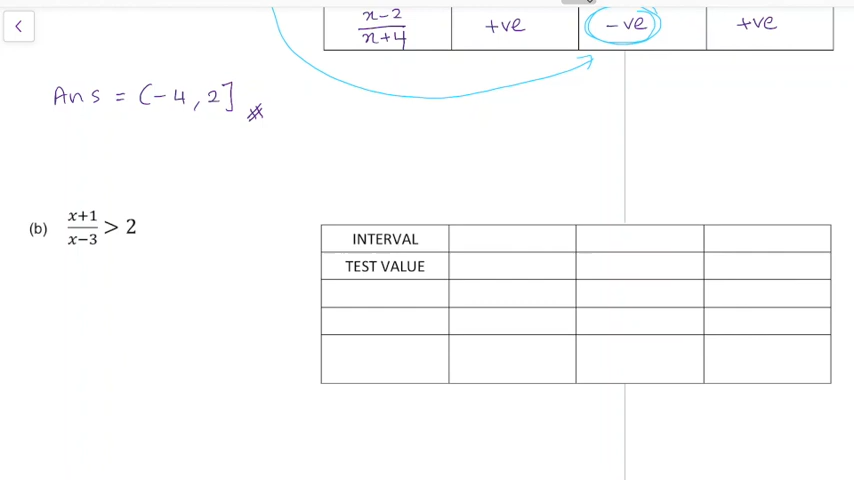 x-2
x+4
+ve
-ve
+ve
Ans = (-4, 2] #
(b) x+1
x−3 > 2
INTERVAL
TEST VALUE